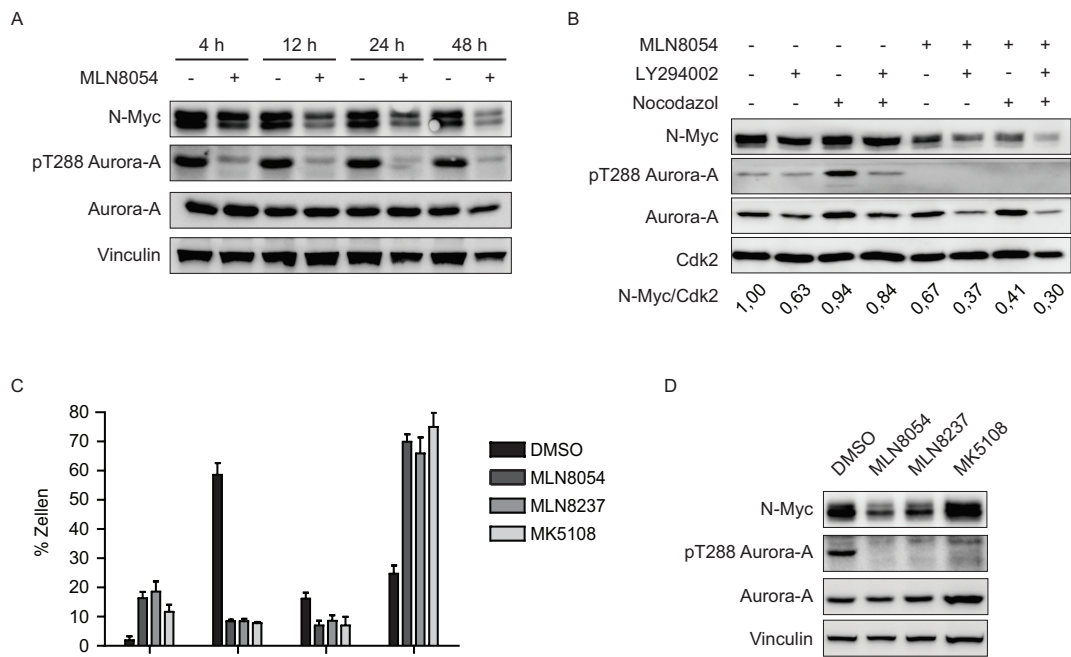 A
4 h 12 h 24 h 48 h
MLN8054 - + - + - + - +
N-Myc
pT288 Aurora-A
Aurora-A
Vinculin
B
MLN8054 - - - - + + + +
LY294002 - + - + - + - +
Nocodazol - - + + - - + +
N-Myc
pT288 Aurora-A
Aurora-A
Cdk2
N-Myc/Cdk2 1,00 0,63 0,94 0,84 0,67 0,37 0,41 0,30
C
% Zellen
80
70
60
50
40
30
20
10
0
DMSO
MLN8054
MLN8237
MK5108
D
DMSO MLN8054 MLN8237 MK5108
N-Myc
pT288 Aurora-A
Aurora-A
Vinculin